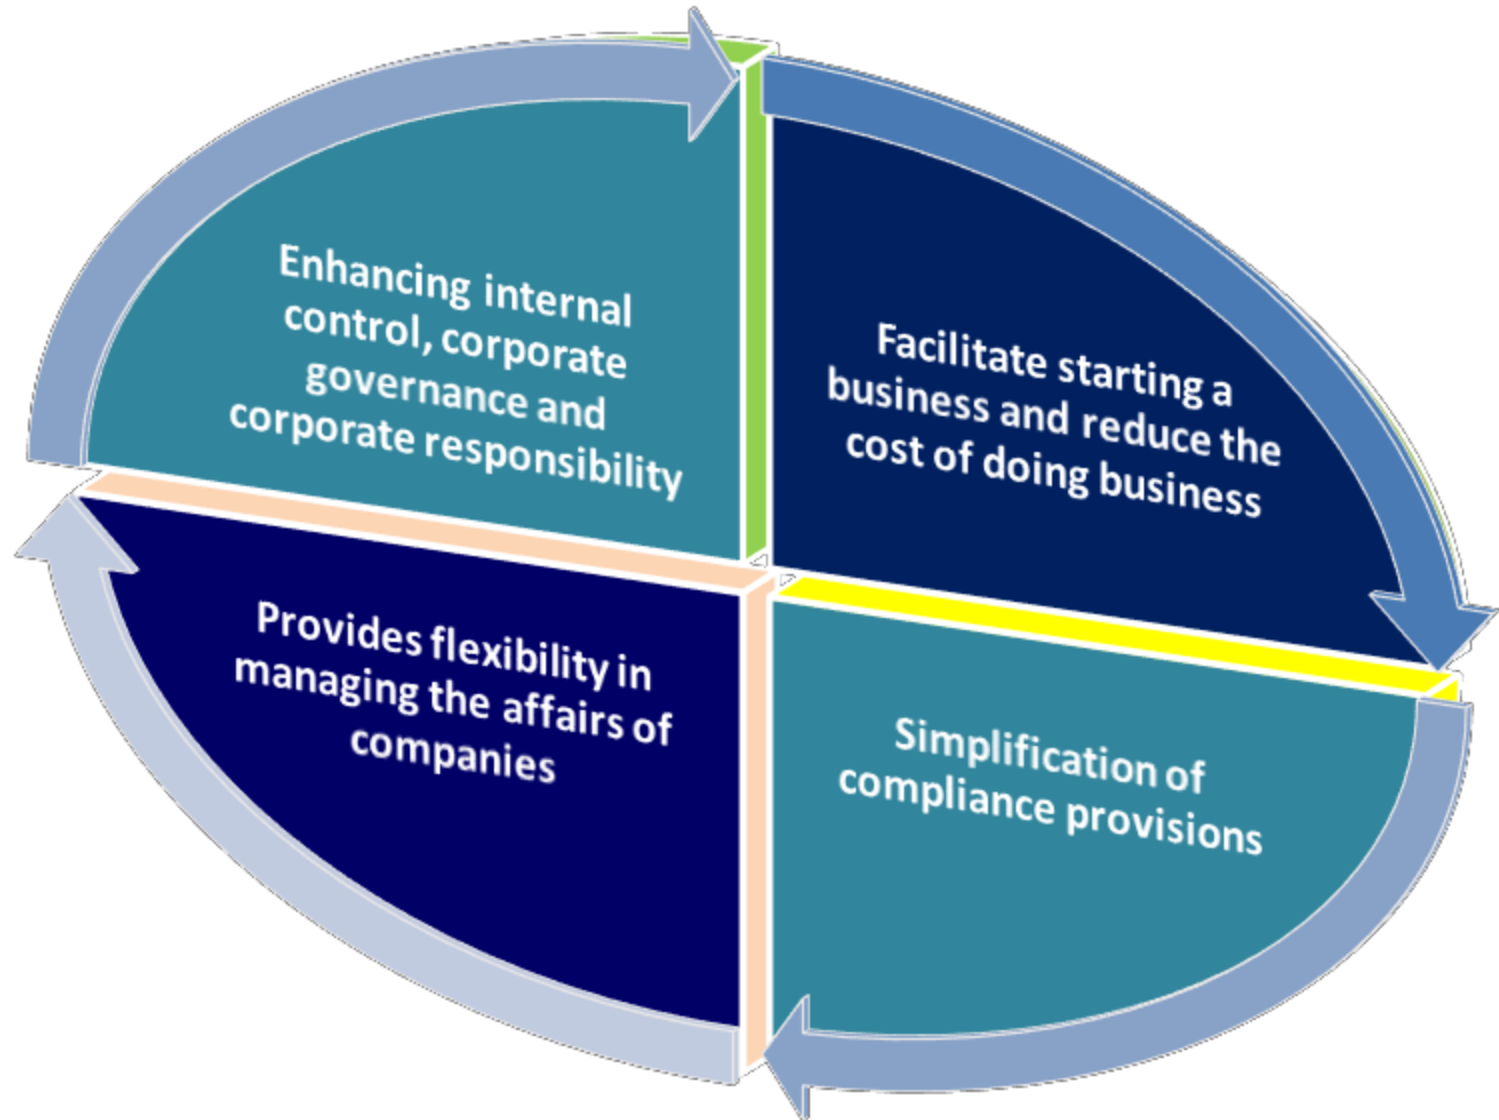 Enhancing internal
control, corporate
governance and
corporate responsibility
Facilitate starting a
business and reduce the
cost of doing business
Provides flexibility in
managing the affairs of
companies
Simplification of
compliance provisions